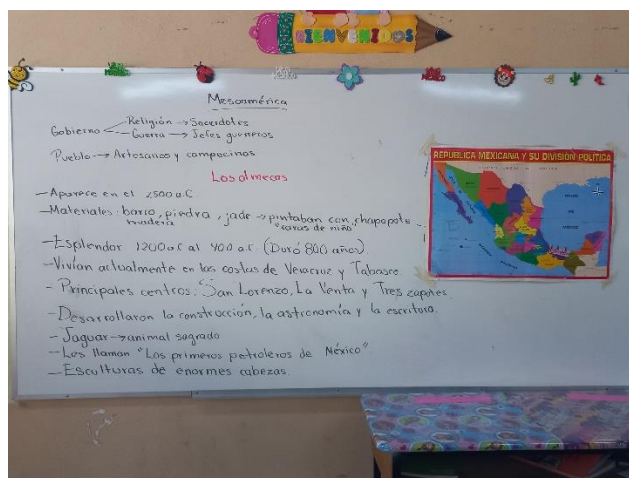 BIENVENIDOS
Mesoamérica
Gobierno Religión → Sacerdotes
Guerra → Jefes guerreros
Pueblo → Artesanos y campecinos
Los olmecas
- Aparece en el 2500 a.C.
- Materiales: barro, piedra, jade → pintaban con chapopote
madera "caras de niño"
- Esplendor 1200 a.C al 400 a.C. (Duró 800 años)
- Vivían actualmente en las costas de Veracruz y Tabasco.
- Principales centros: San Lorenzo, La Venta y Tres zapotes.
- Desarrollaron la construcción, la astronomía y la escritura.
- Jaguar → animal sagrado
- Les llaman "Los primeros petroleros de México"
- Esculturas de enormes cabezas.
REPÚBLICA MEXICANA Y SU DIVISIÓN POLÍTICA